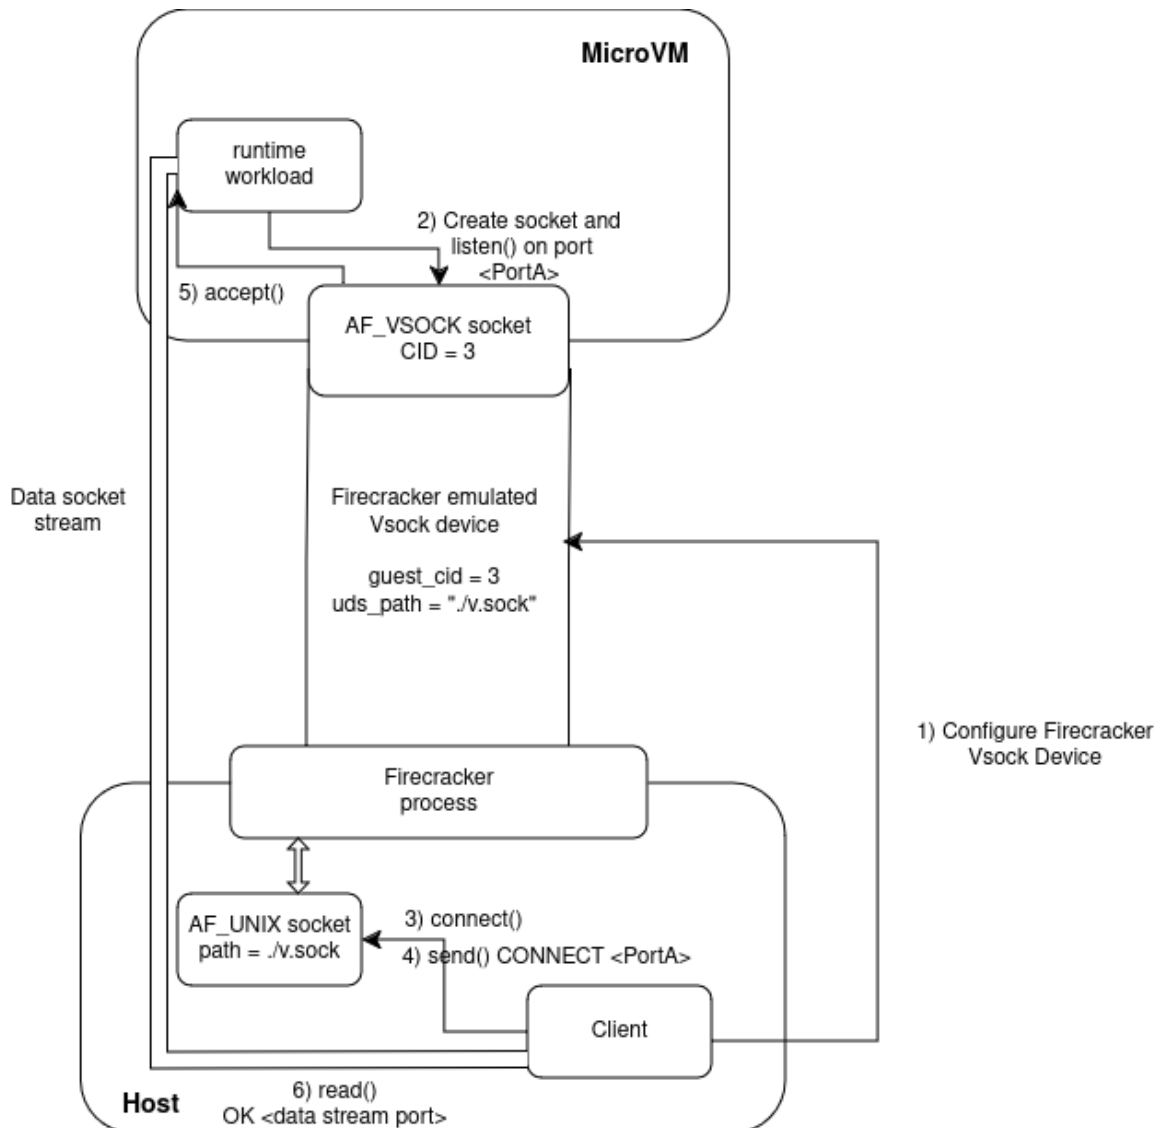 MicroVM
runtime
workload
2) Create socket and
listen() on port
<PortA>
5) accept()
AF_VSOCK socket
CID = 3
Data socket
stream
Firecracker emulated
Vsock device
guest_cid = 3
uds_path = "./v.sock"
1) Configure Firecracker
Vsock Device
Firecracker
process
AF_UNIX socket
path = ./v.sock
3) connect()
4) send() CONNECT <PortA>
Client
6) read()
OK <data stream port>
Host